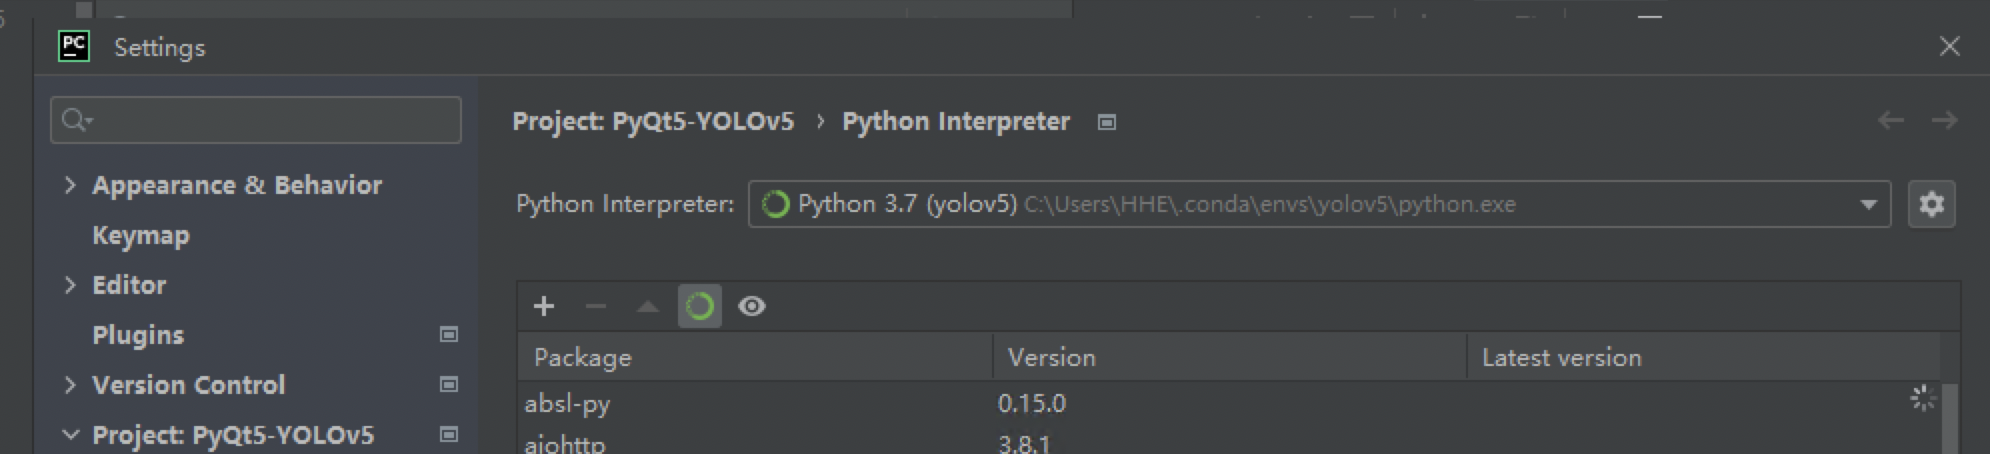 PC Settings
Project: PyQt5-YOLOv5 › Python Interpreter
Python Interpreter: Python 3.7 (yolov5) C:\Users\HHE\.conda\envs\yolov5\python.exe
Appearance & Behavior
Keymap
Editor
Plugins
Version Control
Project: PyQt5-YOLOv5
Package Version Latest version
absl-py 0.15.0
aiohttp 3.8.1